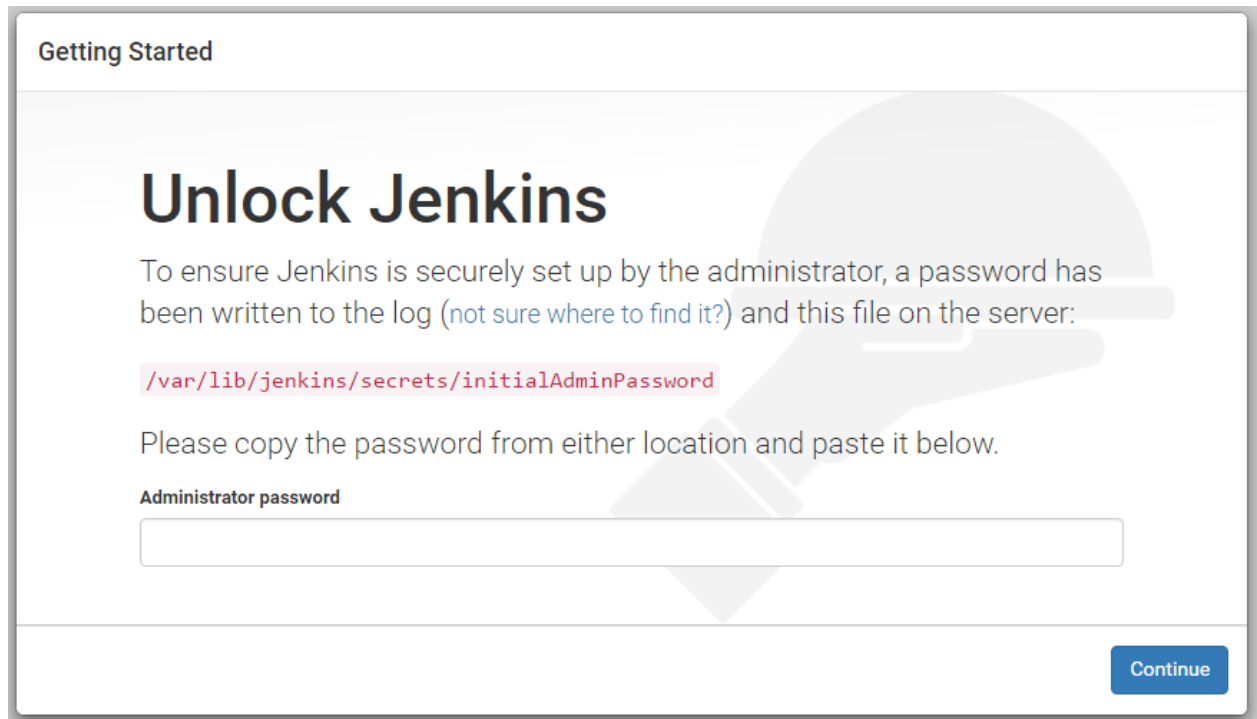 Getting Started
Unlock Jenkins
To ensure Jenkins is securely set up by the administrator, a password has
been written to the log (not sure where to find it?) and this file on the server:
/var/lib/jenkins/secrets/initialAdminPassword
Please copy the password from either location and paste it below.
Administrator password
Continue